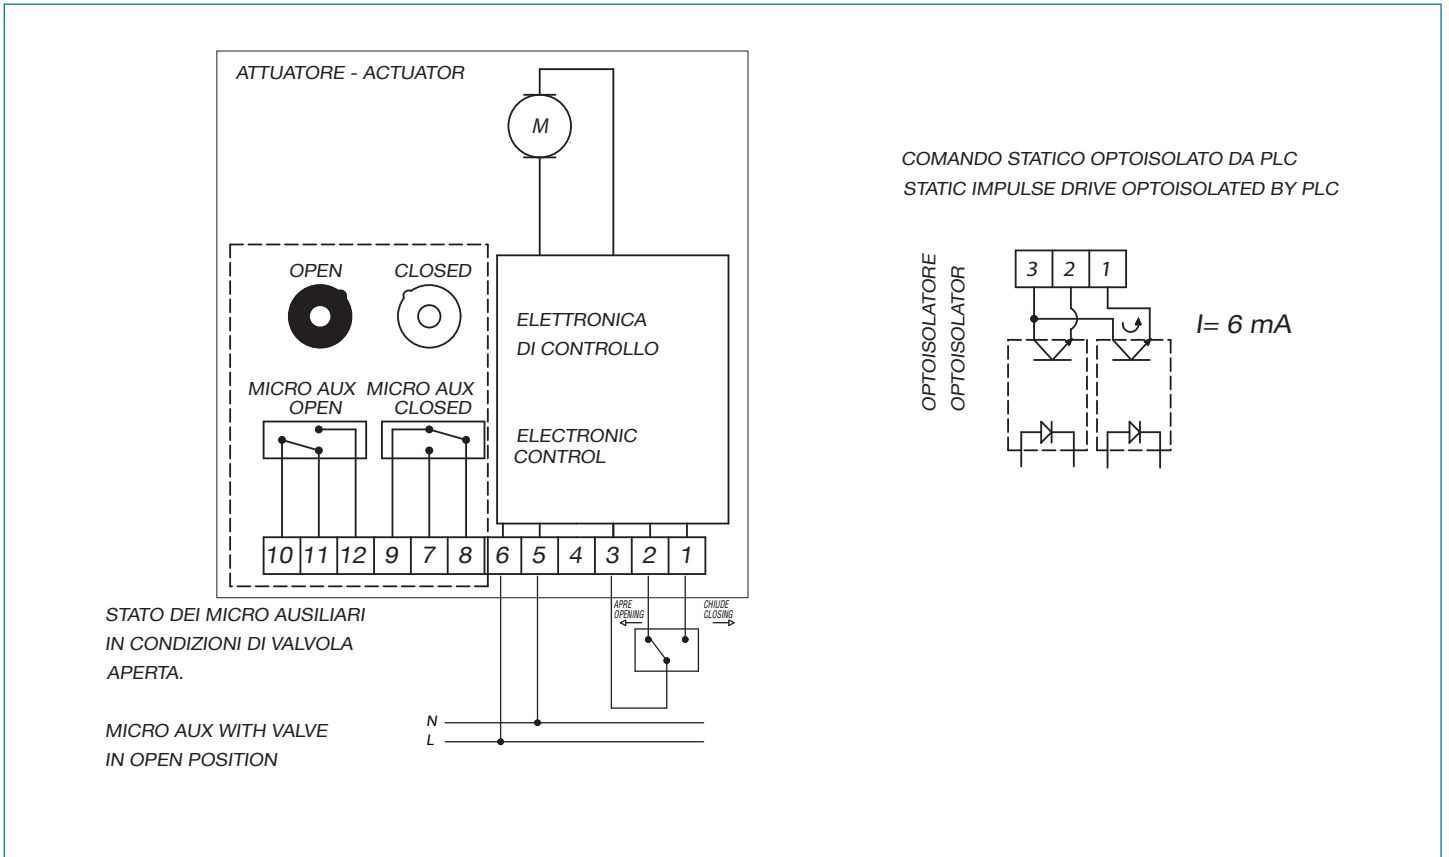 ATTUATORE - ACTUATOR
M
OPEN
CLOSED
MICRO AUX
OPEN
MICRO AUX
CLOSED
ELETTRONICA
DI CONTROLLO
ELECTRONIC
CONTROL
10 11 12 9 7 8 6 5 4 3 2 1
APRE
OPENING
CHIUDE
CLOSING
STATO DEI MICRO AUSILIARI
IN CONDIZIONI DI VALVOLA
APERTA.
MICRO AUX WITH VALVE
IN OPEN POSITION
N
L
COMANDO STATICO OPTOISOLATO DA PLC
STATIC IMPULSE DRIVE OPTOISOLATED BY PLC
OPTOISOLATORE
OPTOISOLATOR
3 2 1
I= 6 mA